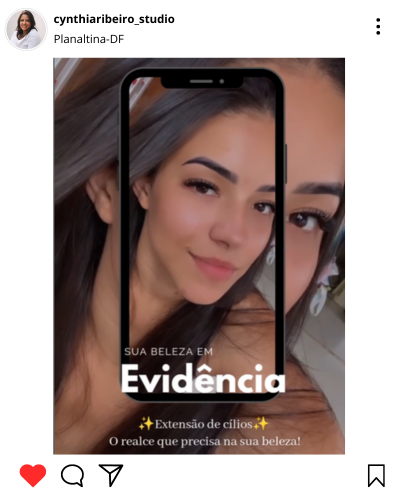 cynthiaribeiro_studio
Planaltina-DF
SUA BELEZA EM
Evidência
✨Extensão de cílios✨
O realce que precisa na sua beleza!